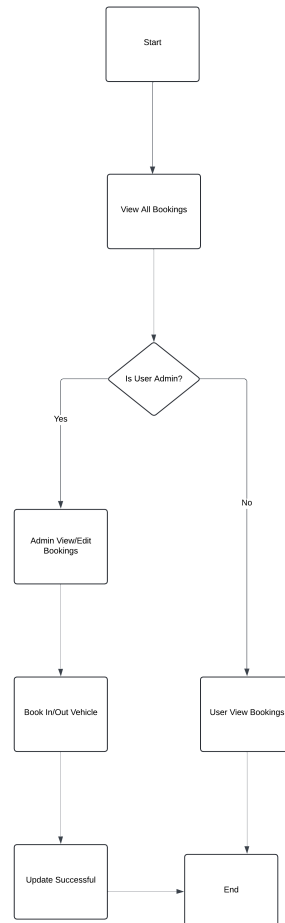 Start
View All Bookings
Is User Admin?
Yes
No
Admin View/Edit
Bookings
Book In/Out Vehicle
User View Bookings
Update Successful
End